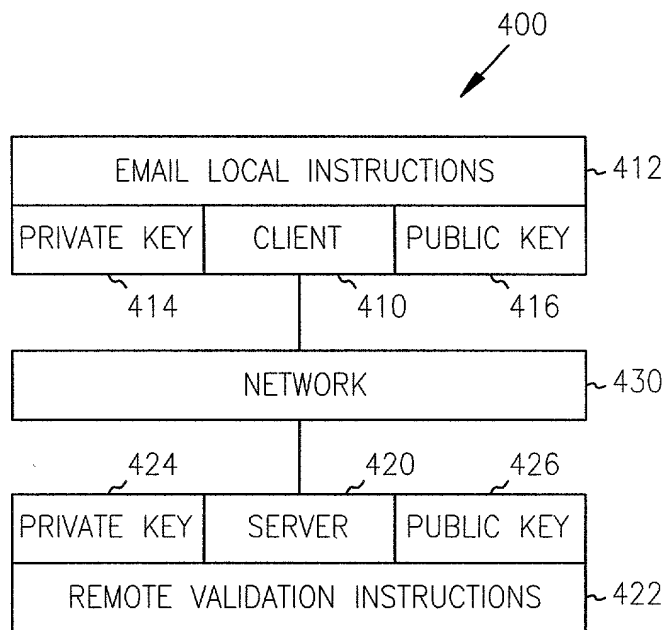 400
EMAIL LOCAL INSTRUCTIONS 412
PRIVATE KEY CLIENT PUBLIC KEY
414 410 416
NETWORK 430
424 420 426
PRIVATE KEY SERVER PUBLIC KEY
REMOTE VALIDATION INSTRUCTIONS 422